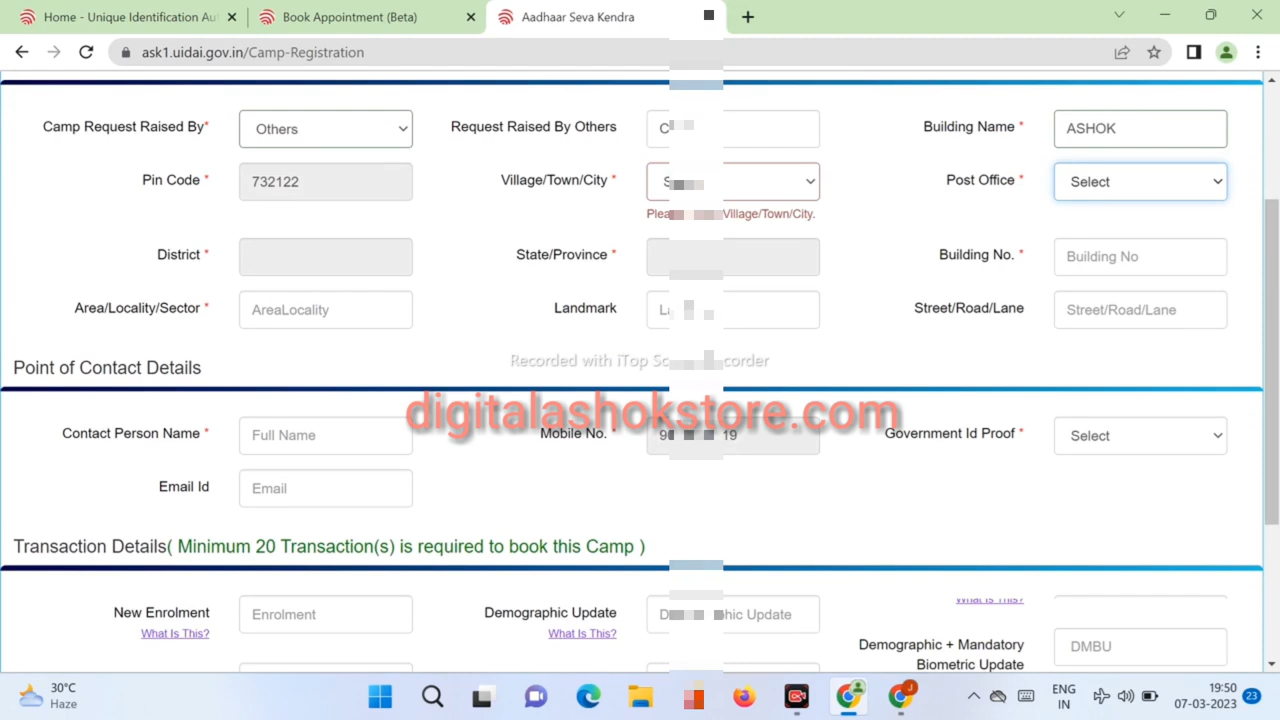 Home - Unique Identification Aut
Book Appointment (Beta)
Aadhaar Seva Kendra
ask1.uidai.gov.in/Camp-Registration
Camp Request Raised By* Others Request Raised By Others Building Name * ASHOK
Pin Code * 732122 Village/Town/City * Post Office * Select
Village/Town/City.
District * State/Province * Building No. * Building No
Area/Locality/Sector * AreaLocality Landmark Street/Road/Lane Street/Road/Lane
Point of Contact Details Recorded with iTop
digitalashokstore.com
Contact Person Name * Full Name Mobile No. * 19 Government Id Proof * Select
Email Id Email
Transaction Details( Minimum 20 Transaction(s) is required to book this Camp )
What Is This?
New Enrolment Enrolment Demographic Update Update
What Is This? What Is This?
Demographic + Mandatory DMBU
Biometric Update
30°C ENG 19:50
Haze IN 07-03-2023 23